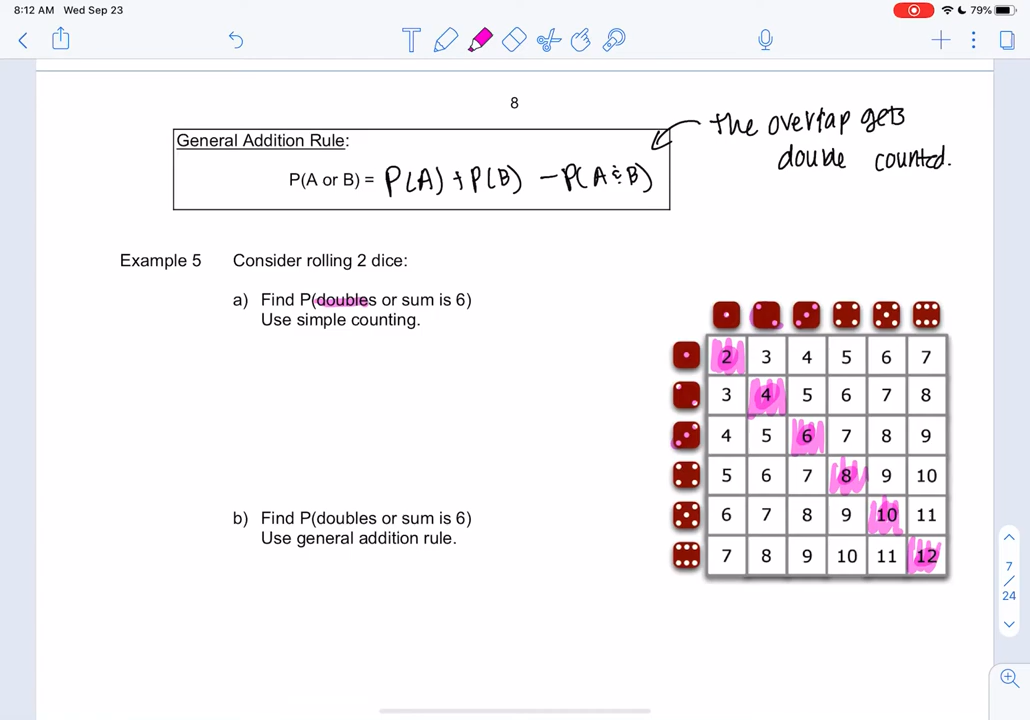 8:12 AM Wed Sep 23
79%
T
8
General Addition Rule:
P(A or B) = P(A) + P(B) - P(A & B)
the overlap gets
double counted.
Example 5 Consider rolling 2 dice:
a) Find P(doubles or sum is 6)
Use simple counting.
2 3 4 5 6 7
3 4 5 6 7 8
4 5 6 7 8 9
5 6 7 8 9 10
6 7 8 9 10 11
7 8 9 10 11 12
b) Find P(doubles or sum is 6)
Use general addition rule.
7
/
24